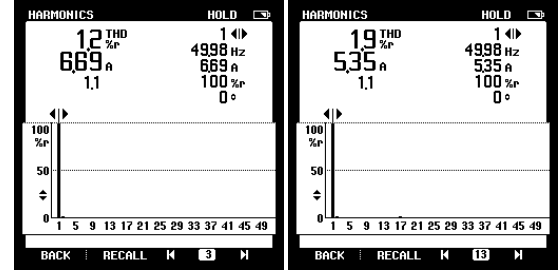 HARMONICS HOLD
1,2 THD %r 1
6,69 A 49,98 Hz
1,1 6,69 A
100 %r
0 °
100
%r
50
0
1 5 9 13 17 21 25 29 33 37 41 45 49
BACK RECALL 3
HARMONICS HOLD
1,9 THD %r 1
5,35 A 49,98 Hz
1,1 5,35 A
100 %r
0 °
100
%r
50
0
1 5 9 13 17 21 25 29 33 37 41 45 49
BACK RECALL 13